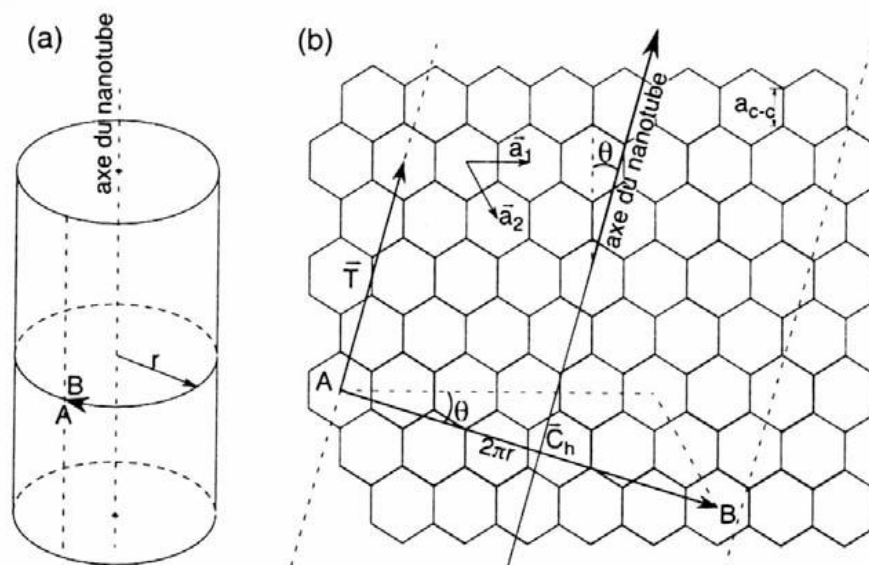 (a)
axe du nanotube
r
B
A
(b)
a_c-c
a⃗₁
θ
a⃗₂
axe du nanotube
T̄
A
θ
C̄ₕ
2πr
B